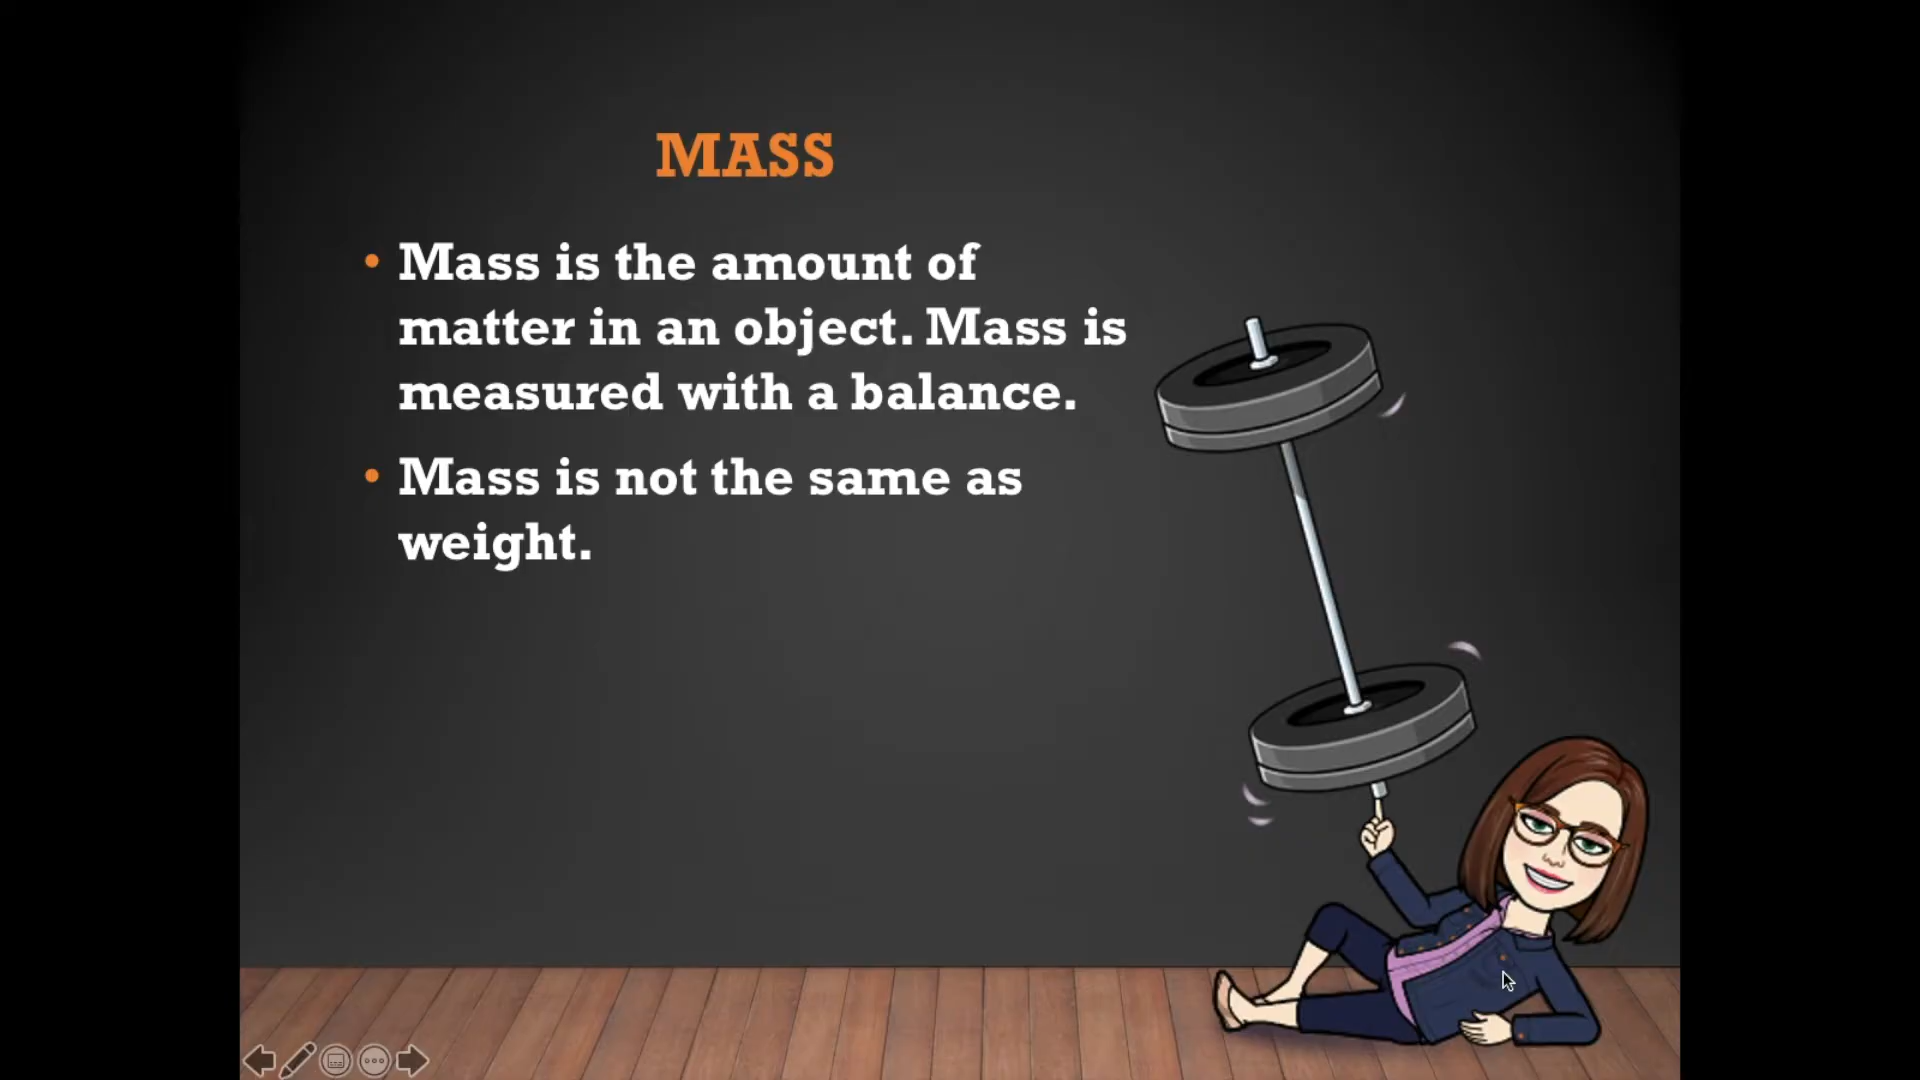 MASS
• Mass is the amount of
matter in an object. Mass is
measured with a balance.
• Mass is not the same as
weight.